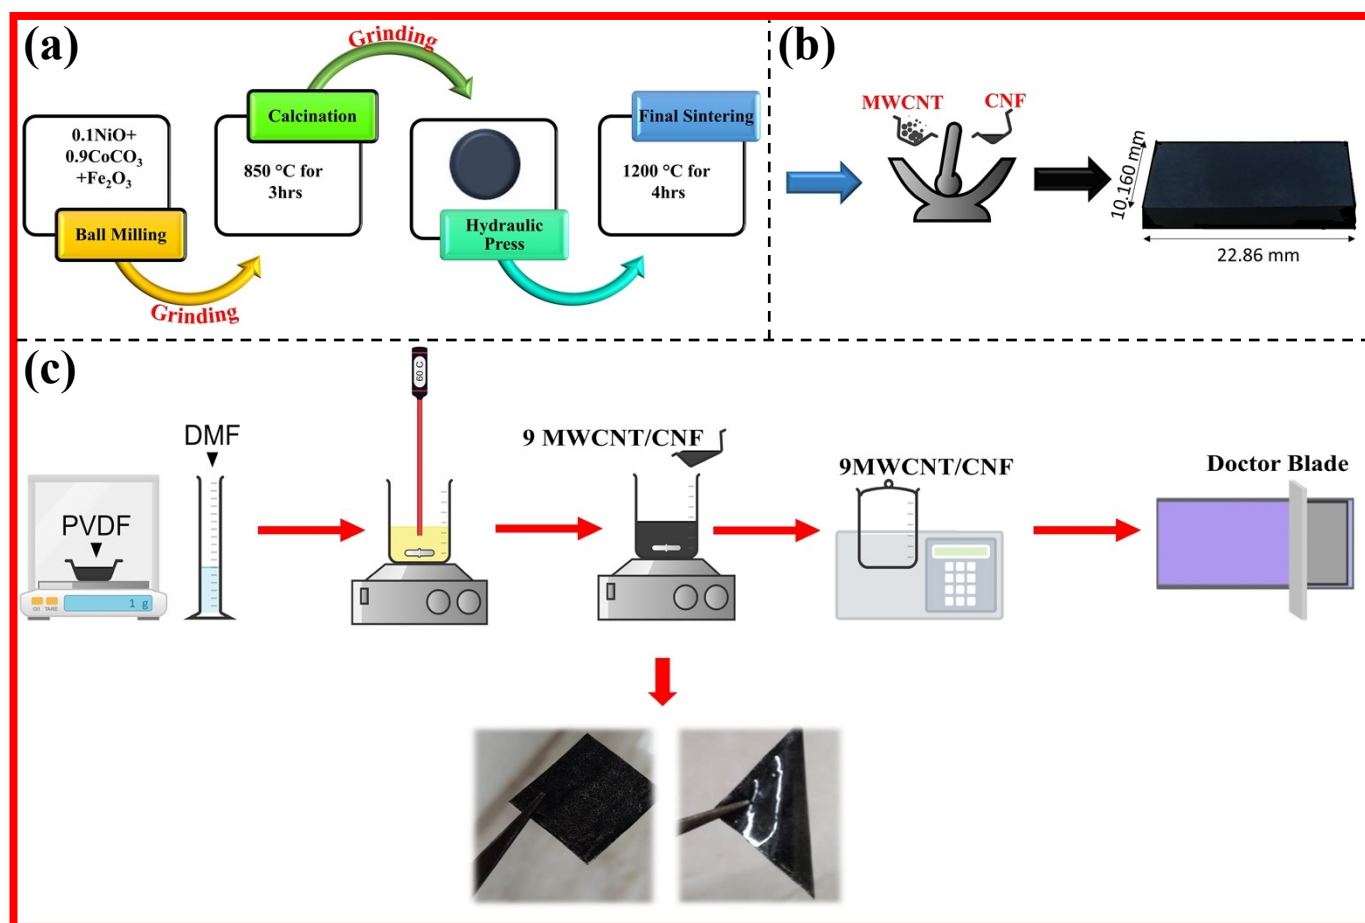 (a)
Grinding
Calcination
Final Sintering
0.1NiO+
0.9CoCO₃
+Fe₂O₃
850 °C for
3hrs
1200 °C for
4hrs
Ball Milling
Hydraulic
Press
Grinding
(b)
MWCNT
CNF
10.160 mm
22.86 mm
(c)
60 C
DMF
9 MWCNT/CNF
9MWCNT/CNF
Doctor Blade
PVDF
1 g
O/I TARE